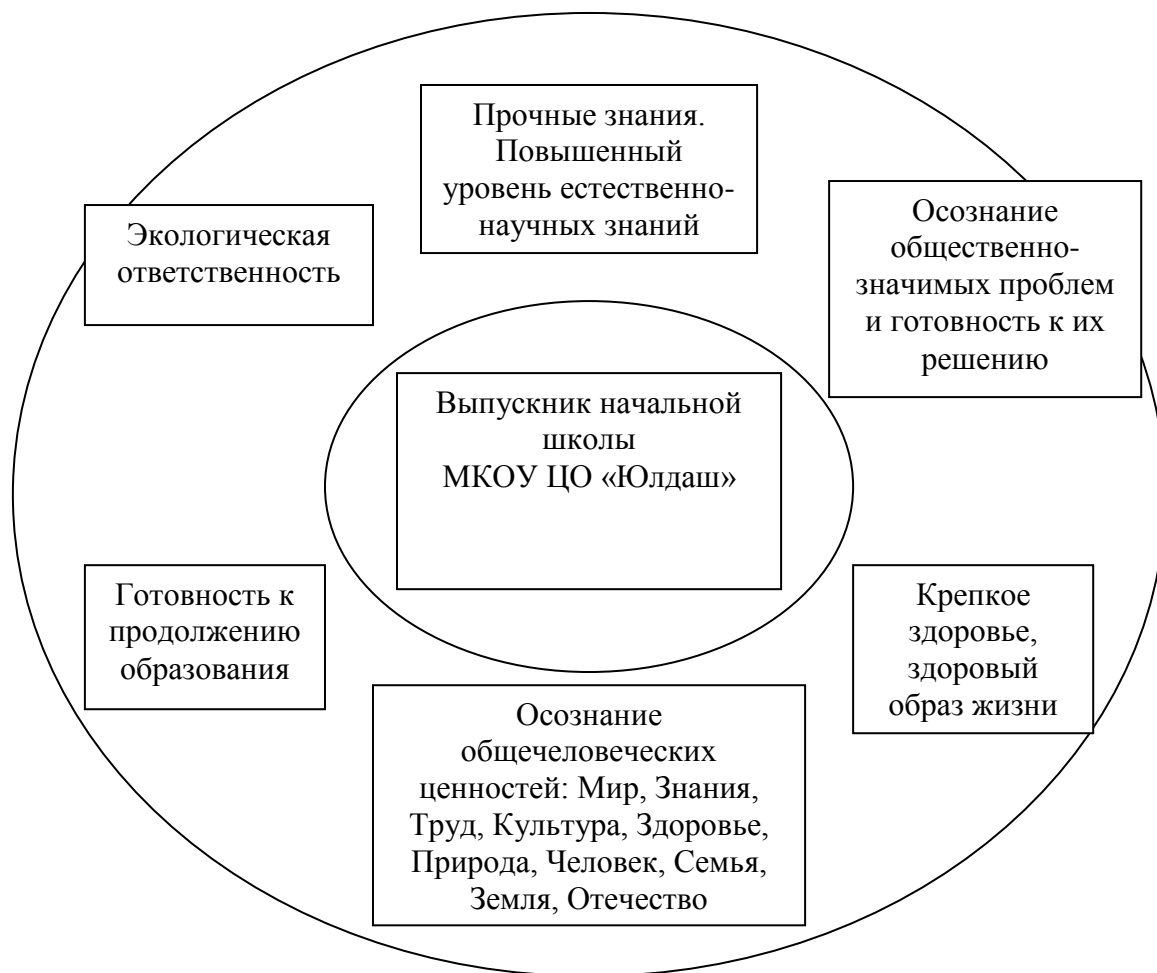 Прочные знания.
Повышенный
уровень естественно-
научных знаний
Экологическая
ответственность
Осознание
общественно-
значимых проблем
и готовность к их
решению
Выпускник начальной
школы
МКОУ ЦО «Юлдаш»
Готовность к
продолжению
образования
Крепкое
здоровье,
здоровый
образ жизни
Осознание
общечеловеческих
ценностей: Мир, Знания,
Труд, Культура, Здоровье,
Природа, Человек, Семья,
Земля, Отечество